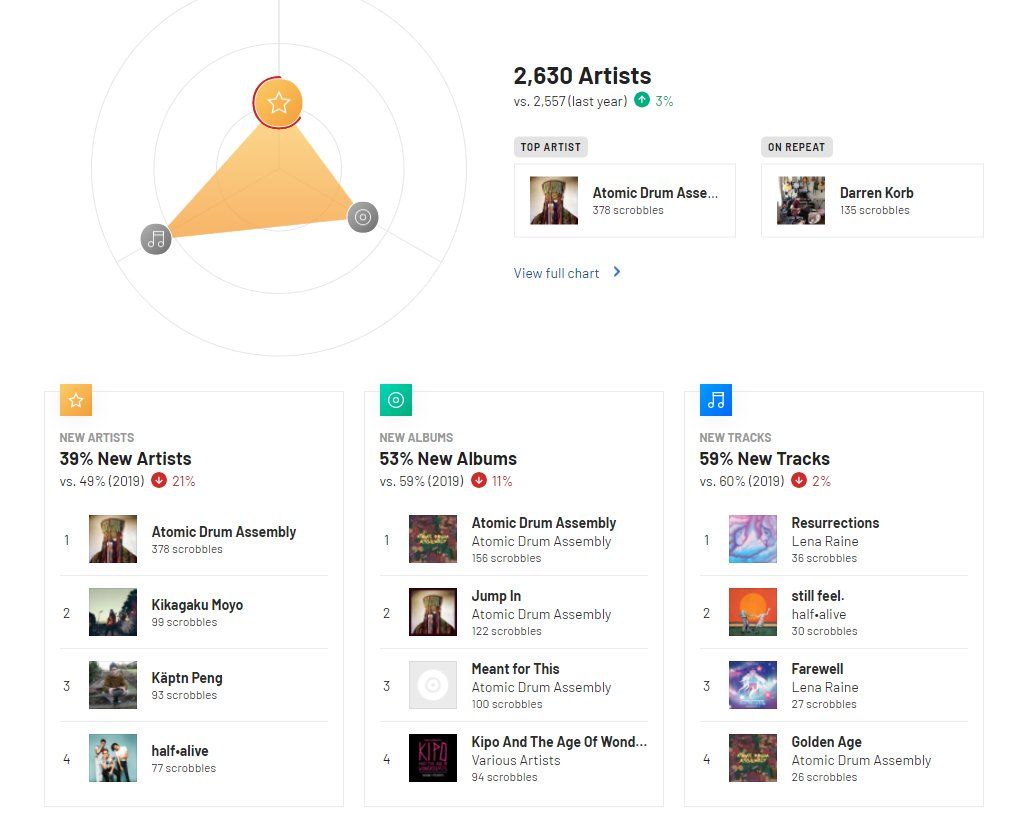 2,630 Artists
vs. 2,557 (last year) 3%
TOP ARTIST
Atomic Drum Asse...
378 scrobbles
ON REPEAT
Darren Korb
135 scrobbles
View full chart
NEW ARTISTS
39% New Artists
vs. 49% (2019) 21%
1
Atomic Drum Assembly
378 scrobbles
2
Kikagaku Moyo
99 scrobbles
3
Käptn Peng
93 scrobbles
4
half•alive
77 scrobbles
NEW ALBUMS
53% New Albums
vs. 59% (2019) 11%
1
Atomic Drum Assembly
Atomic Drum Assembly
156 scrobbles
2
Jump In
Atomic Drum Assembly
122 scrobbles
3
Meant for This
Atomic Drum Assembly
100 scrobbles
4
KIPO
Kipo And The Age Of Wond...
Various Artists
94 scrobbles
NEW TRACKS
59% New Tracks
vs. 60% (2019) 2%
1
Resurrections
Lena Raine
36 scrobbles
2
still feel.
half•alive
30 scrobbles
3
Farewell
Lena Raine
27 scrobbles
4
Golden Age
Atomic Drum Assembly
26 scrobbles